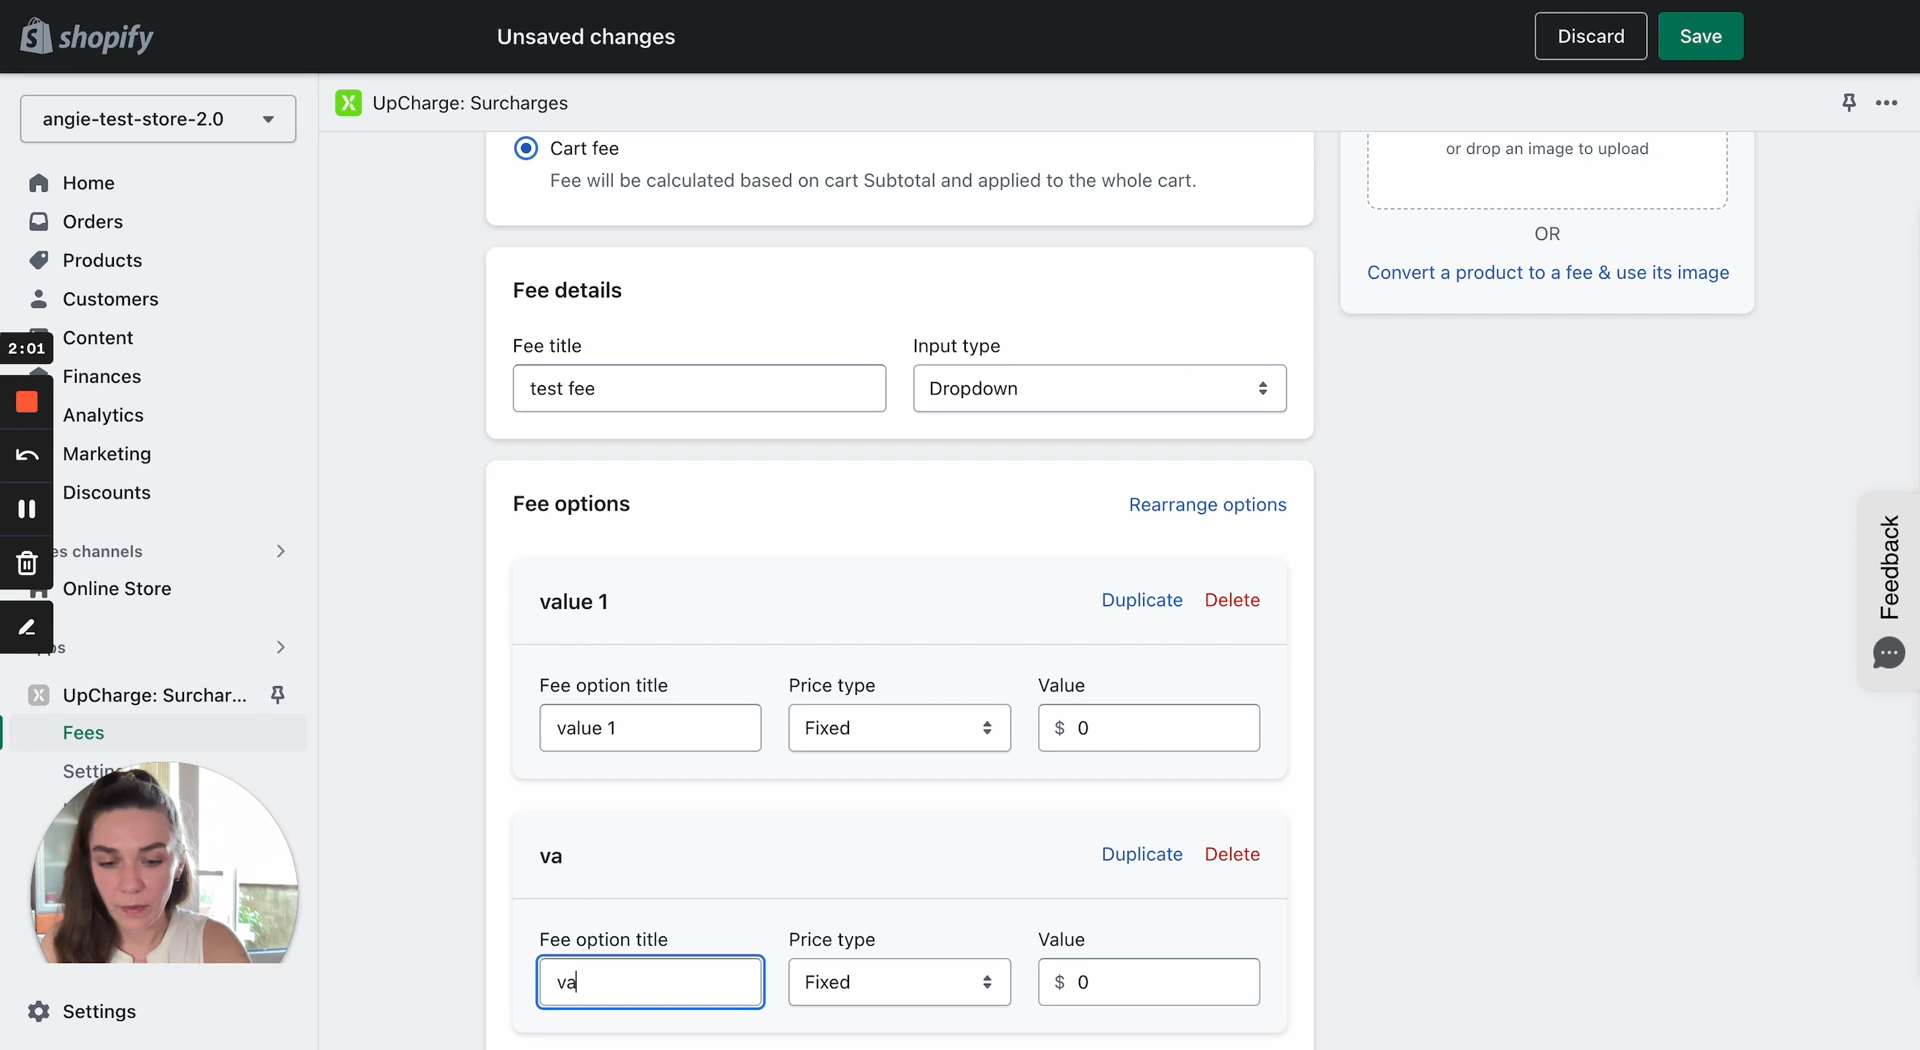 shopify
Unsaved changes
Discard
Save
angie-test-store-2.0
UpCharge: Surcharges
Home
Orders
Products
Customers
Content
2:01
Finances
Analytics
Marketing
Discounts
es channels
Online Store
ps
UpCharge: Surchar...
Fees
Settin
Settings
Cart fee
Fee will be calculated based on cart Subtotal and applied to the whole cart.
Fee details
Fee title
Input type
test fee
Dropdown
Fee options
Rearrange options
value 1
Duplicate
Delete
Fee option title
Price type
Value
value 1
Fixed
$ 0
va
Duplicate
Delete
Fee option title
Price type
Value
va
Fixed
$ 0
or drop an image to upload
OR
Convert a product to a fee & use its image
Feedback